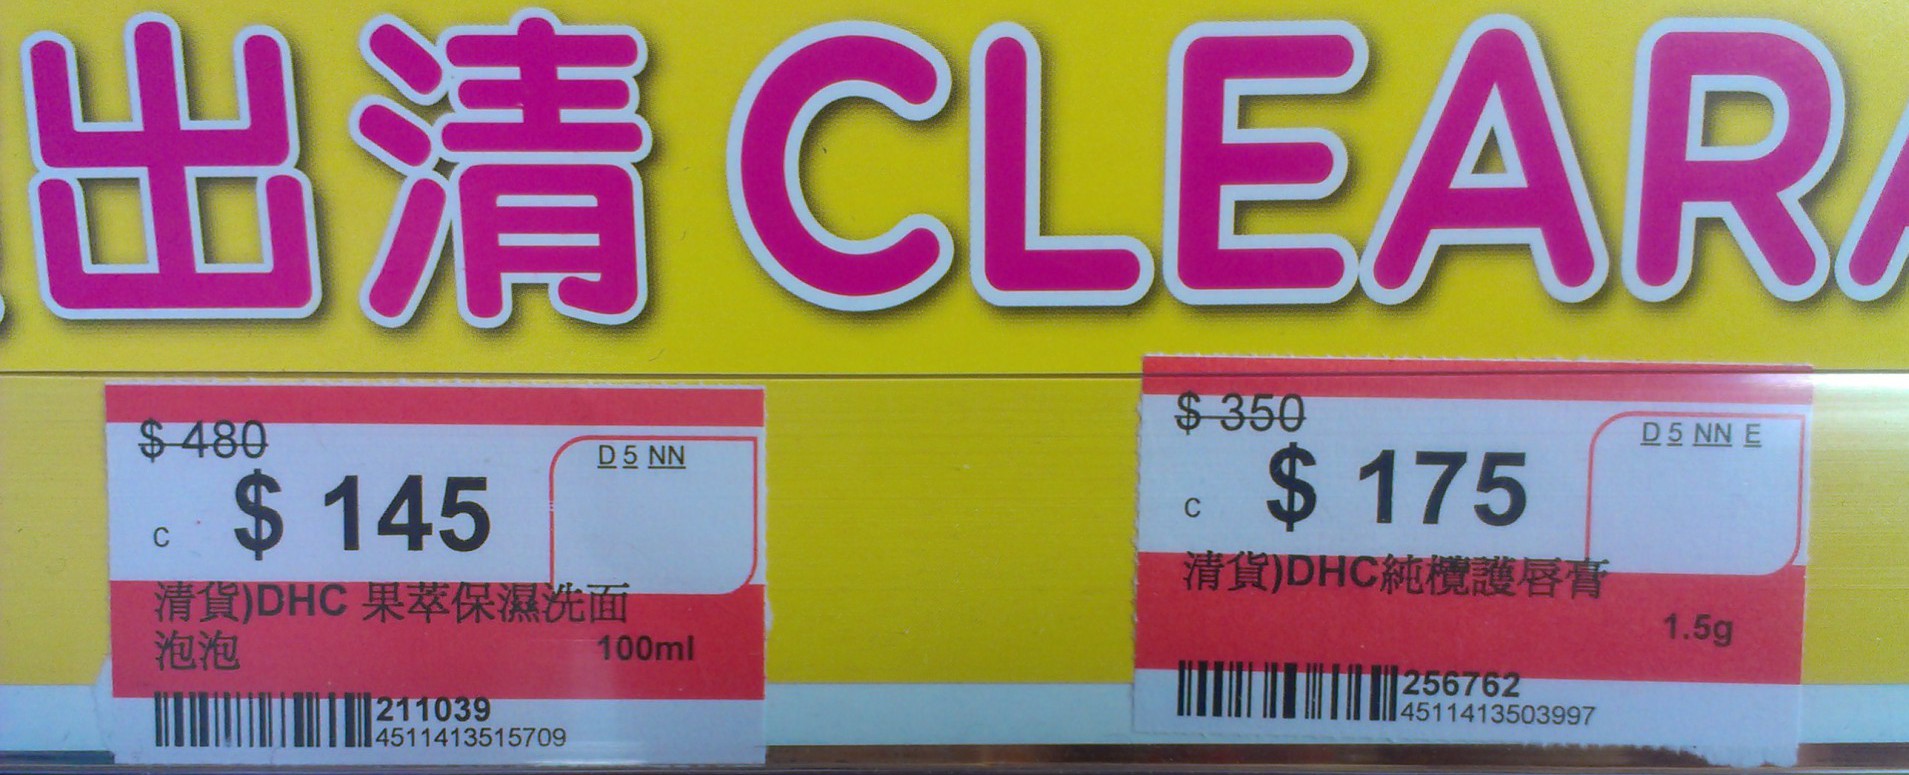 出清 CLEARA
$ 480
$ 145
D 5 NN
C
清貨)DHC 果萃保濕洗面
泡泡
100ml
211039
4511413515709
$ 350
$ 175
D 5 NN E
C
清貨)DHC純欖護唇膏
1.5g
256762
4511413503997